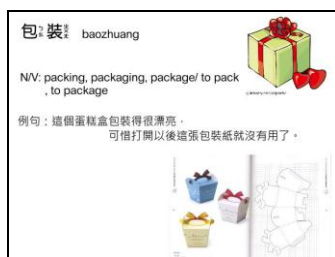 包裝 baozhuang
N/V: packing, packaging, package/ to pack
, to package
例句：這個蛋糕盒包裝得很漂亮，
可惜打開以後這張包裝紙就沒有用了。